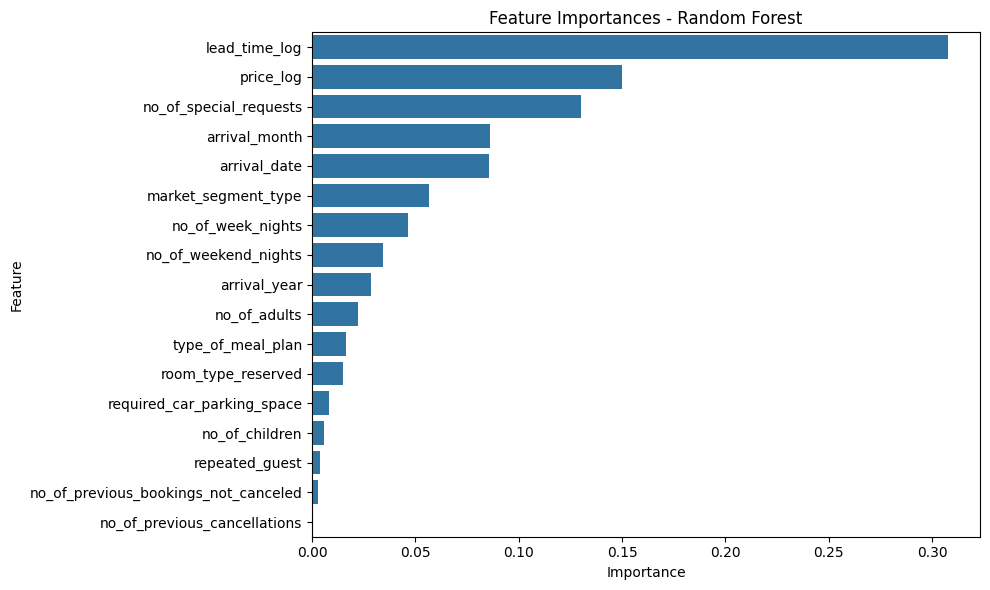 Feature Importances - Random Forest
Feature
lead_time_log
price_log
no_of_special_requests
arrival_month
arrival_date
market_segment_type
no_of_week_nights
no_of_weekend_nights
arrival_year
no_of_adults
type_of_meal_plan
room_type_reserved
required_car_parking_space
no_of_children
repeated_guest
no_of_previous_bookings_not_canceled
no_of_previous_cancellations
0.00 0.05 0.10 0.15 0.20 0.25 0.30
Importance